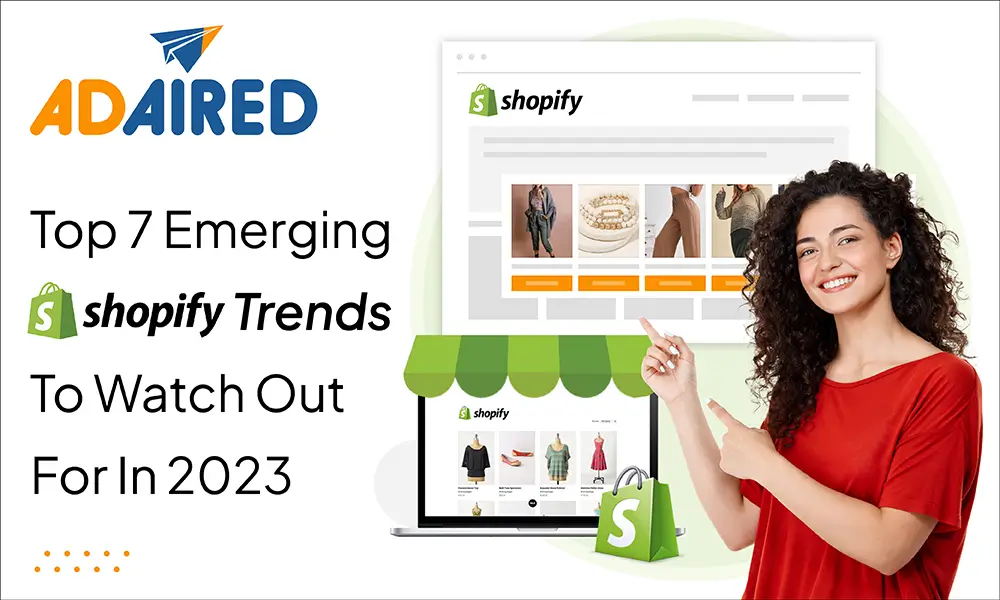 ADAIRED
Top 7 Emerging
shopify Trends
To Watch Out
For In 2023
shopify
shopify